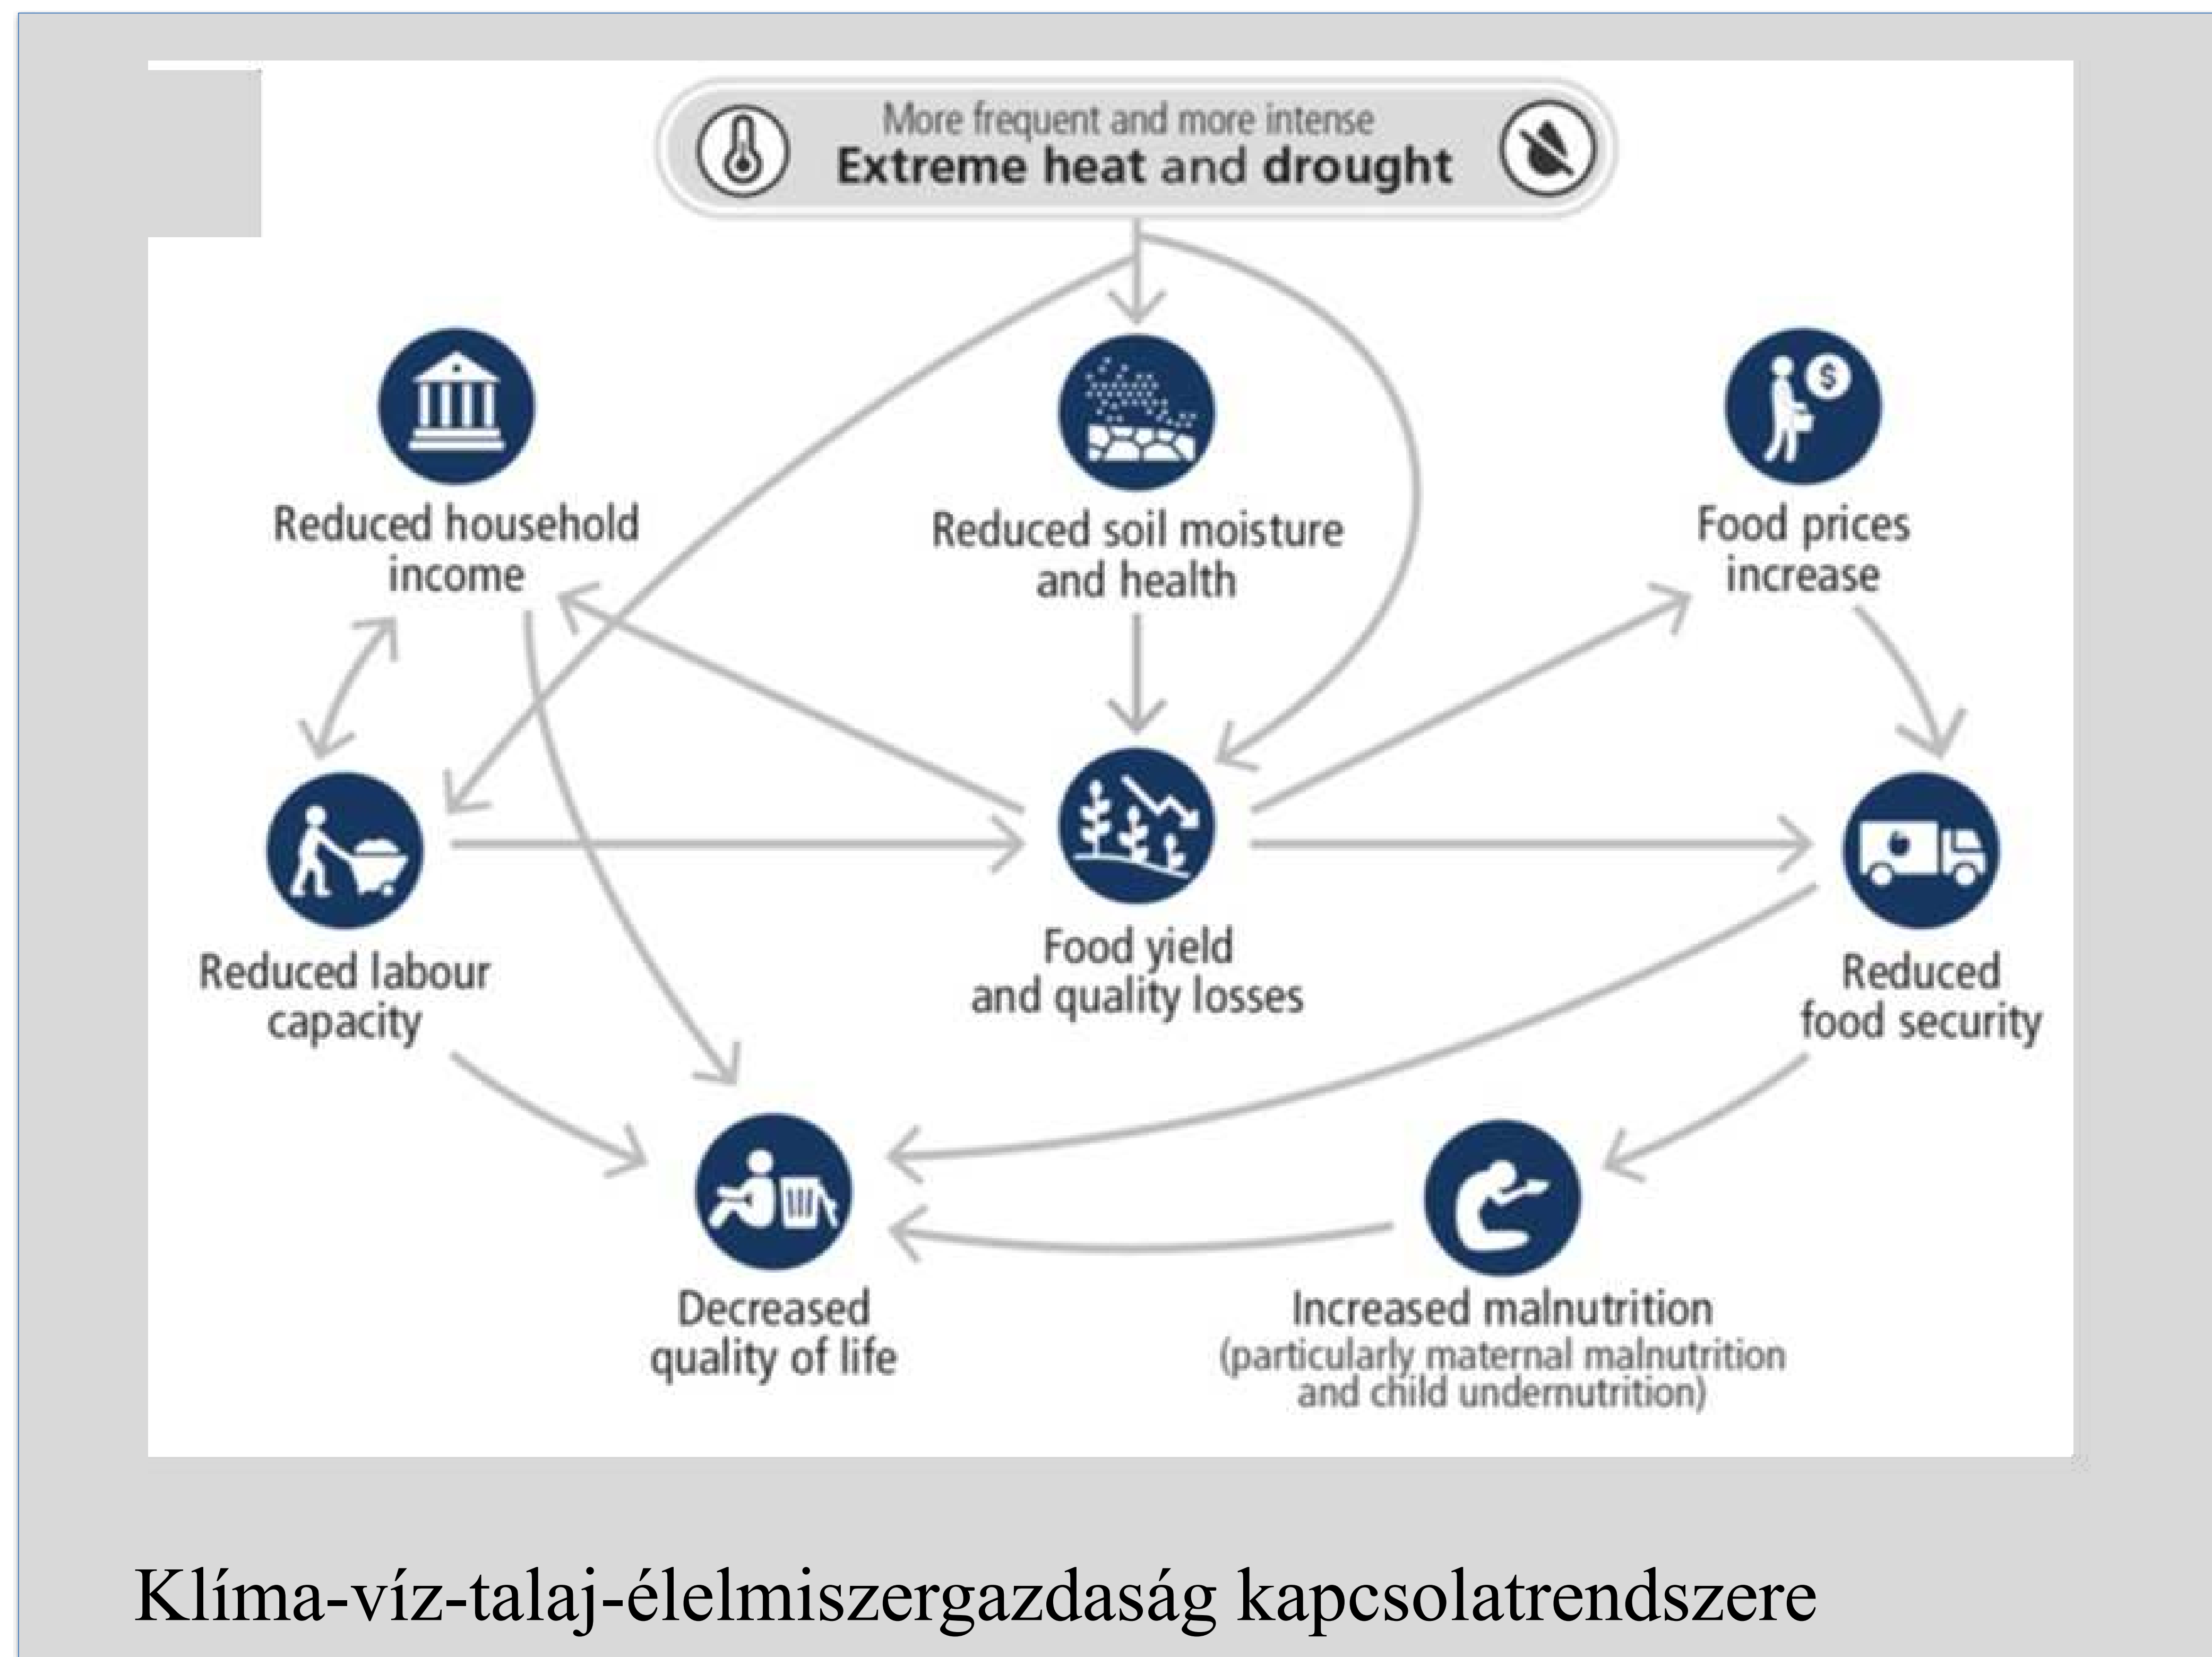 More frequent and more intense
Extreme heat and drought
$
Reduced household
income
Reduced soil moisture
and health
Food prices
increase
Reduced labour
capacity
Food yield
and quality losses
Reduced
food security
Decreased
quality of life
Increased malnutrition
(particularly maternal malnutrition
and child undernutrition)
Klíma-víz-talaj-élelmiszergazdaság kapcsolatrendszere